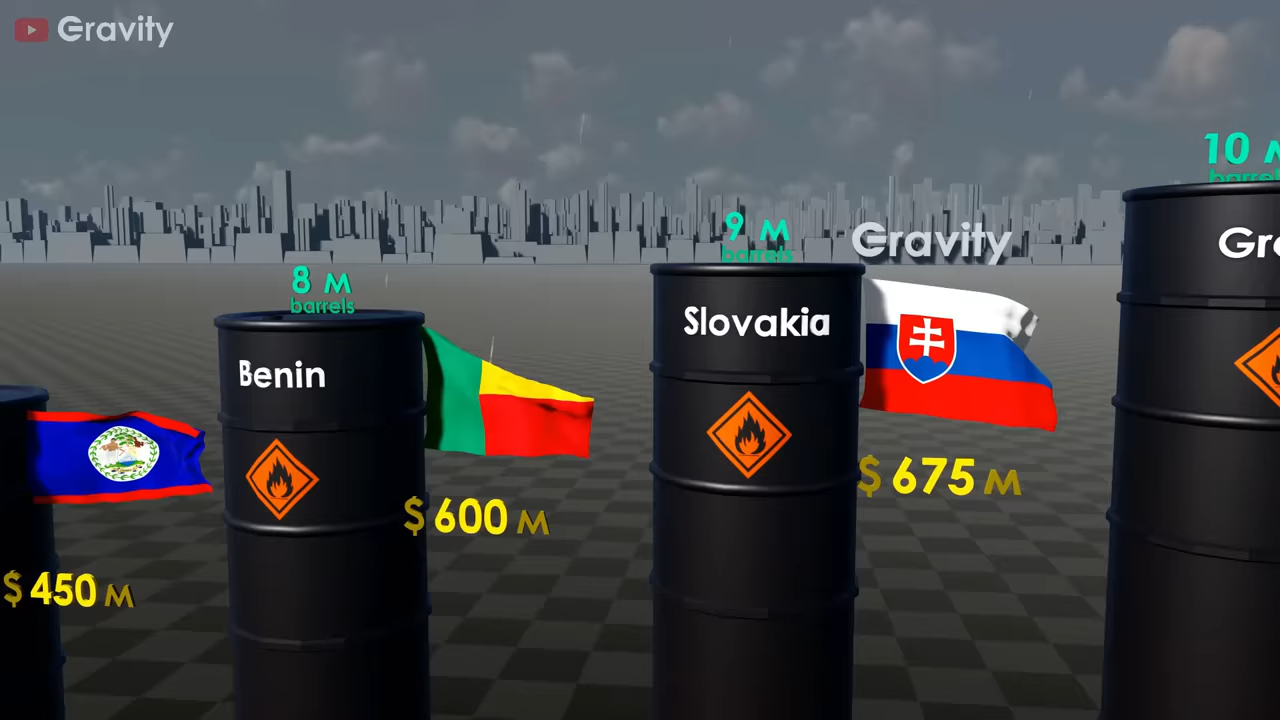 Gravity
10
8 M
barrels
Benin
$ 600 M
9 M
barrels
Slovakia
Gravity
$ 675 M
$ 450 M